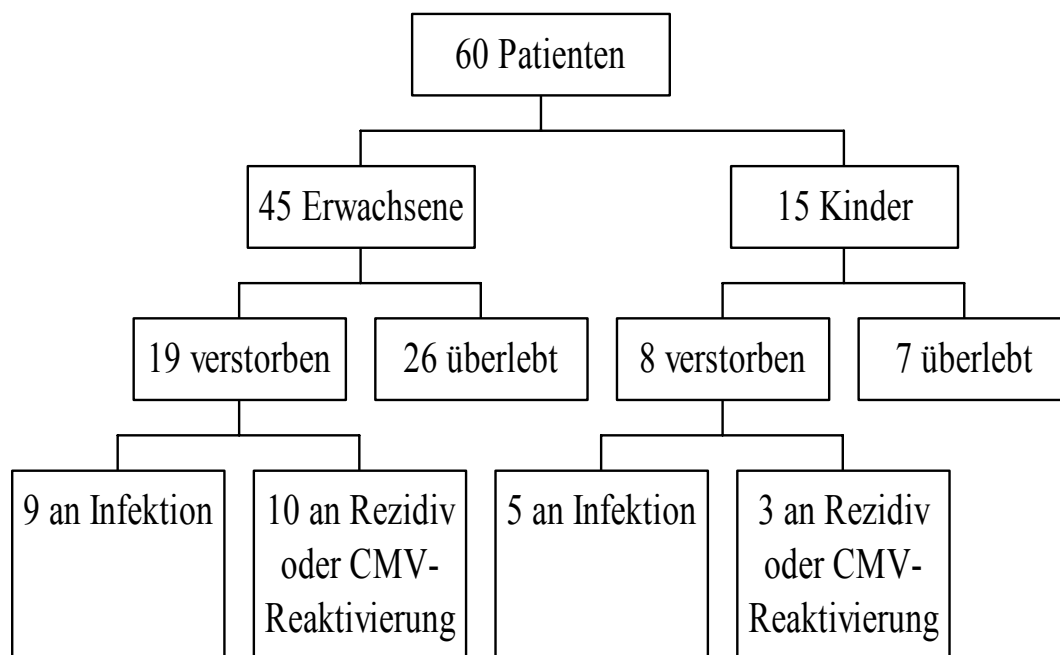 60 Patienten
45 Erwachsene
15 Kinder
19 verstorben
26 überlebt
8 verstorben
7 überlebt
9 an Infektion
10 an Rezidiv
oder CMV-
Reaktivierung
5 an Infektion
3 an Rezidiv
oder CMV-
Reaktivierung